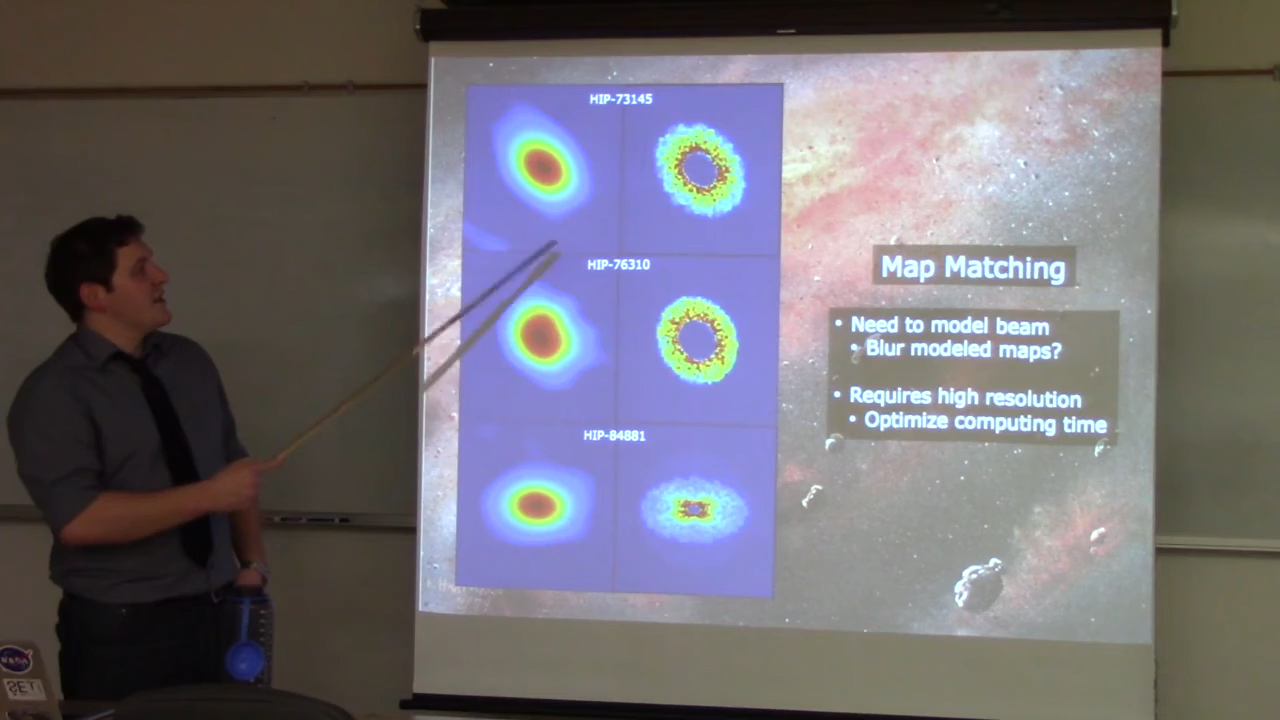 HIP-73145
HIP-76310
HIP-84881
Map Matching
• Need to model beam
• Blur modeled maps?
• Requires high resolution
• Optimize computing time
NASA
SETI